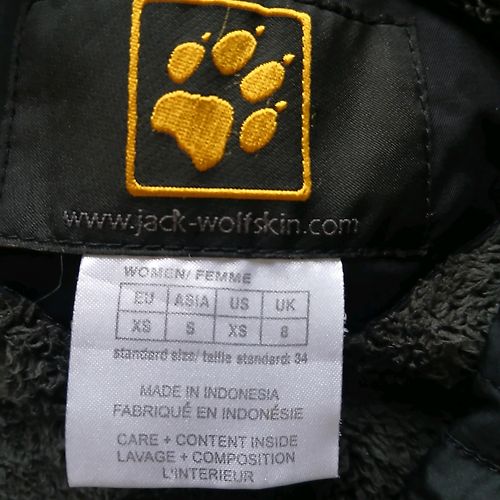 www.jack-wolfskin.com
WOMEN/ FEMME
EU ASIA US UK
XS S XS 8
standard size/ taille standard: 34
MADE IN INDONESIA
FABRIQUÉ EN INDONÉSIE
CARE + CONTENT INSIDE
LAVAGE + COMPOSITION
L'INTERIEUR